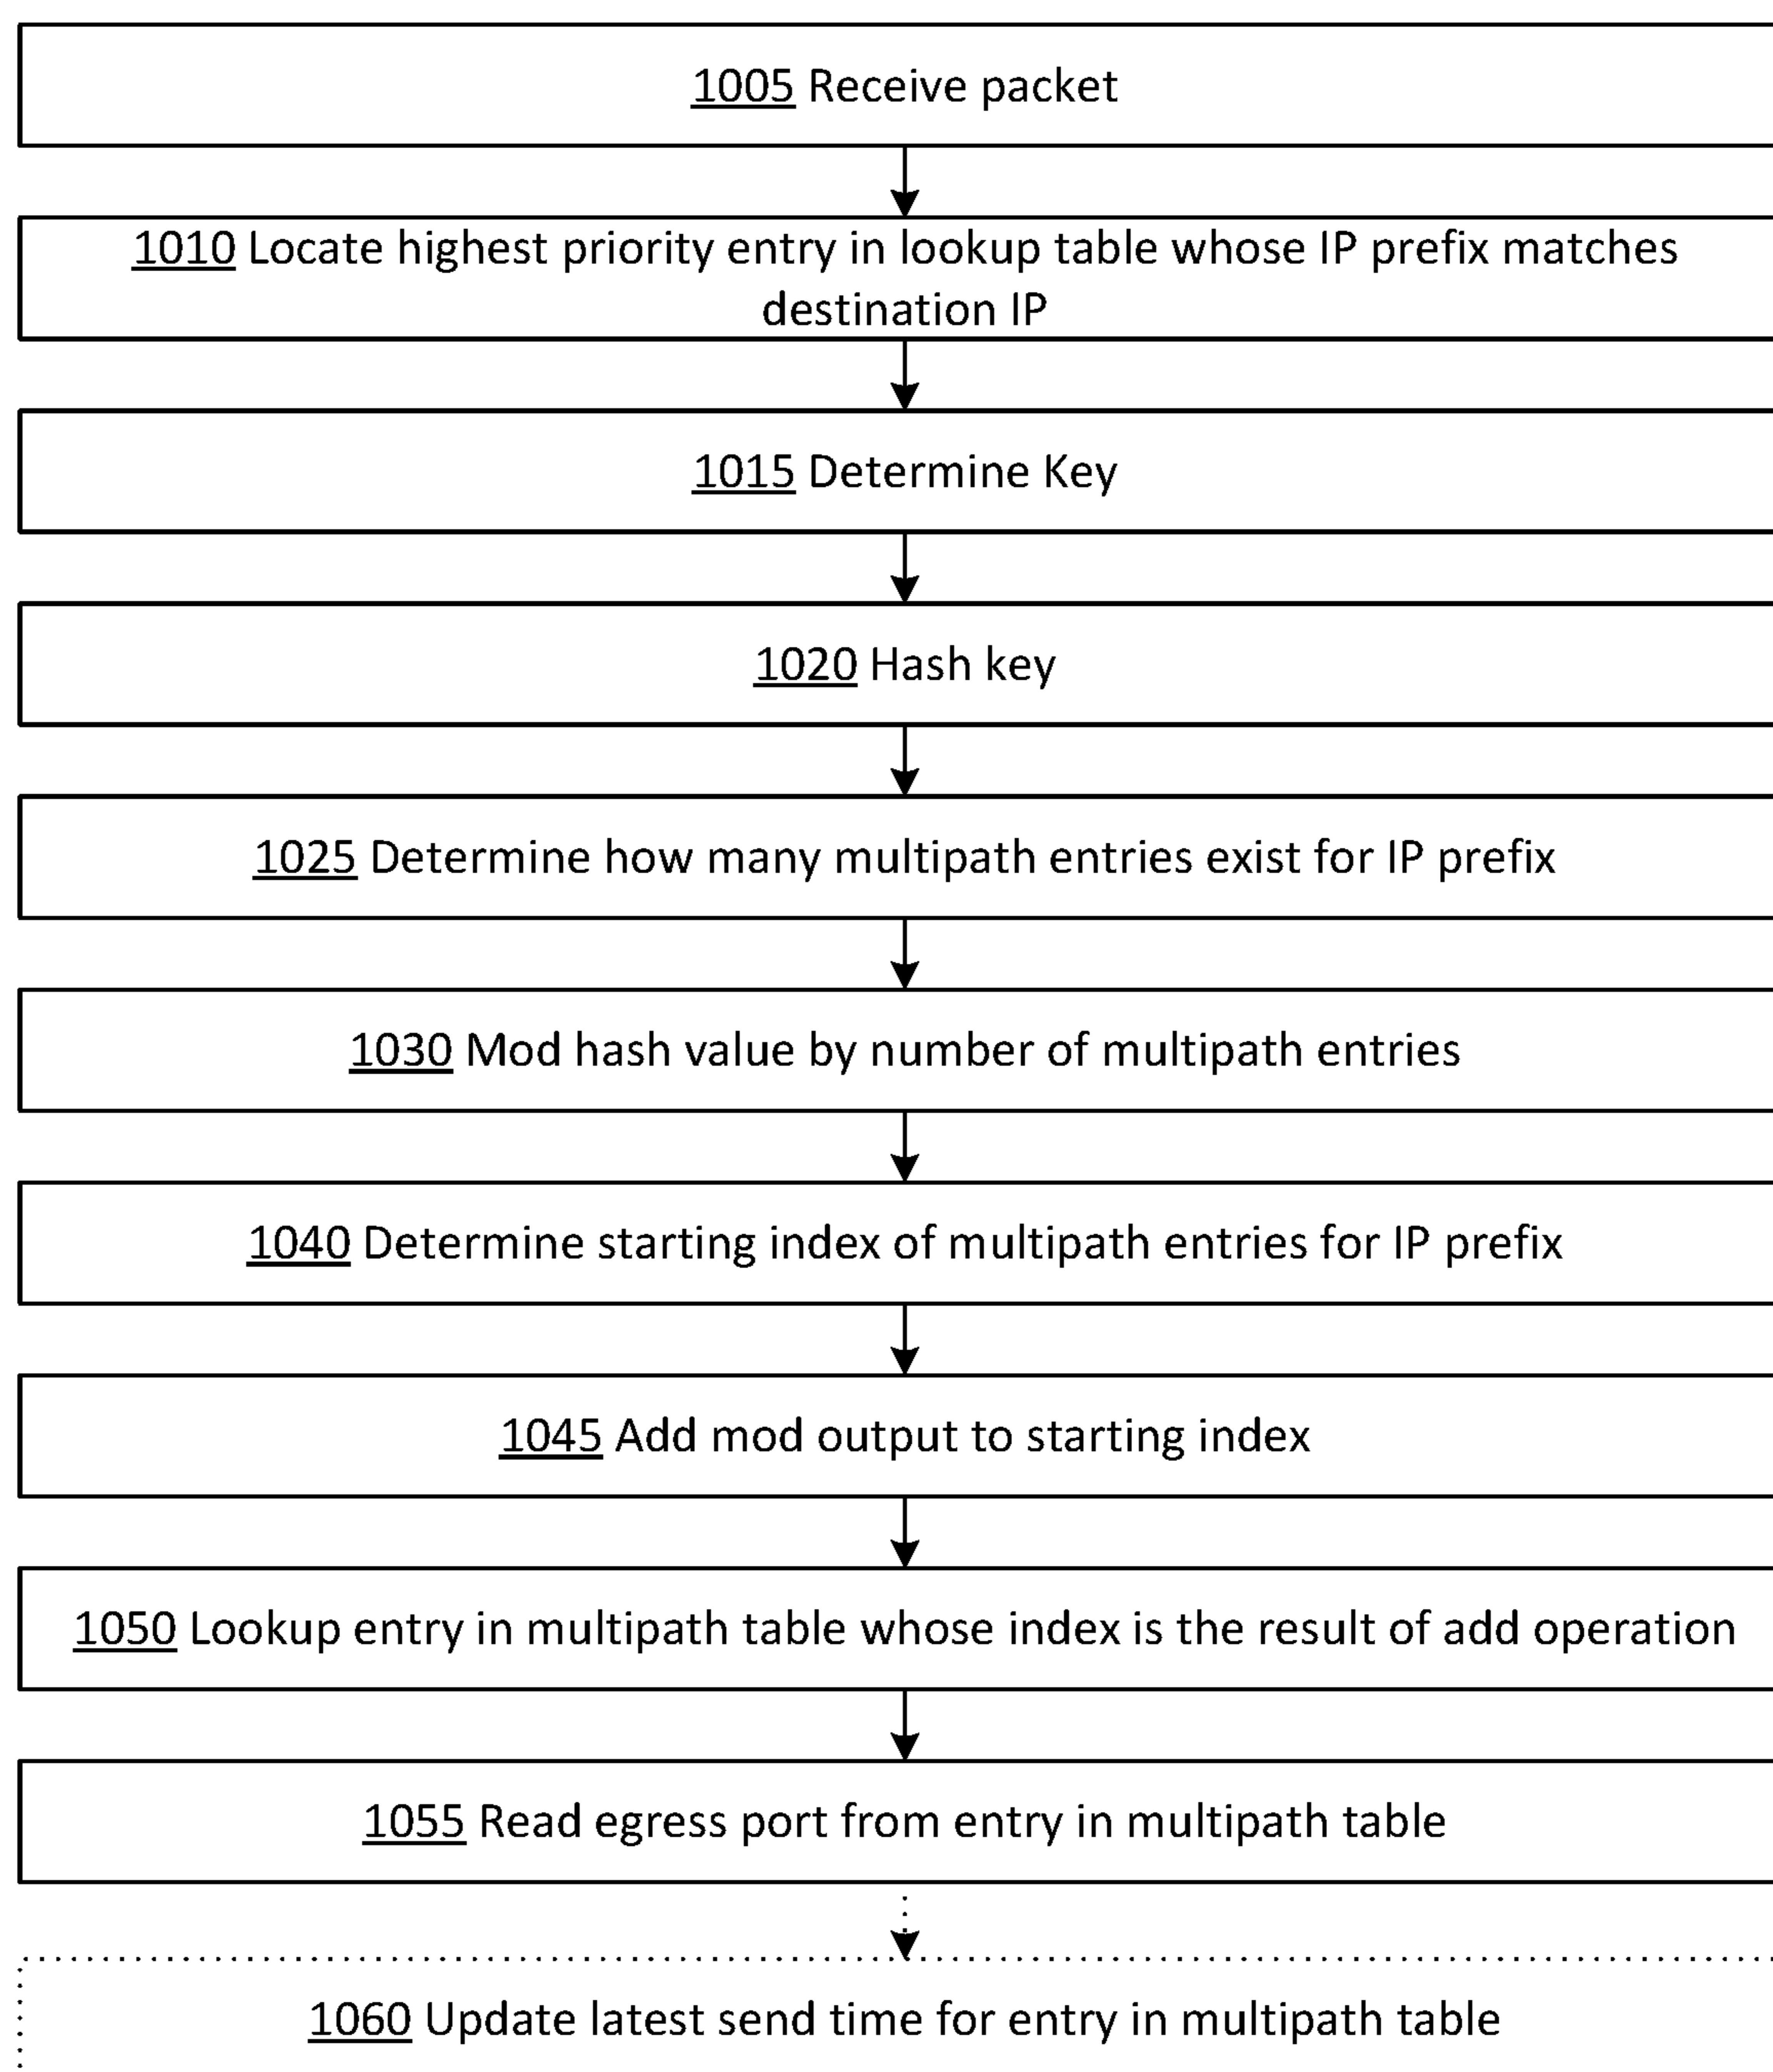 1005 Receive packet
1010 Locate highest priority entry in lookup table whose IP prefix matches
destination IP
1015 Determine Key
1020 Hash key
1025 Determine how many multipath entries exist for IP prefix
1030 Mod hash value by number of multipath entries
1040 Determine starting index of multipath entries for IP prefix
1045 Add mod output to starting index
1050 Lookup entry in multipath table whose index is the result of add operation
1055 Read egress port from entry in multipath table
1060 Update latest send time for entry in multipath table